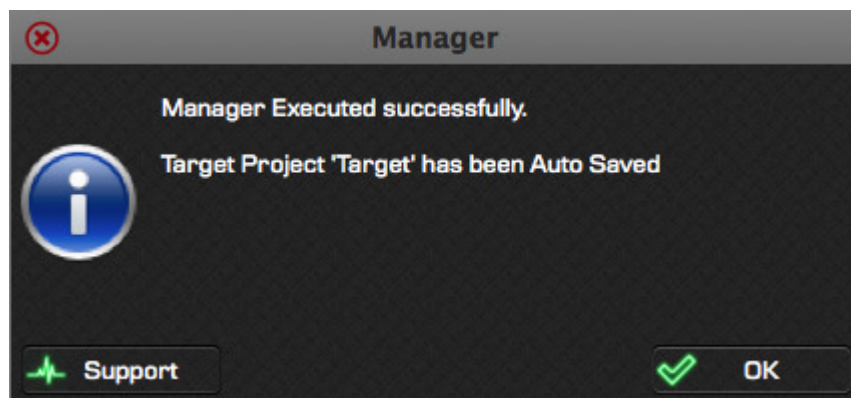 Manager
Manager Executed successfully.
Target Project 'Target' has been Auto Saved
Support
OK